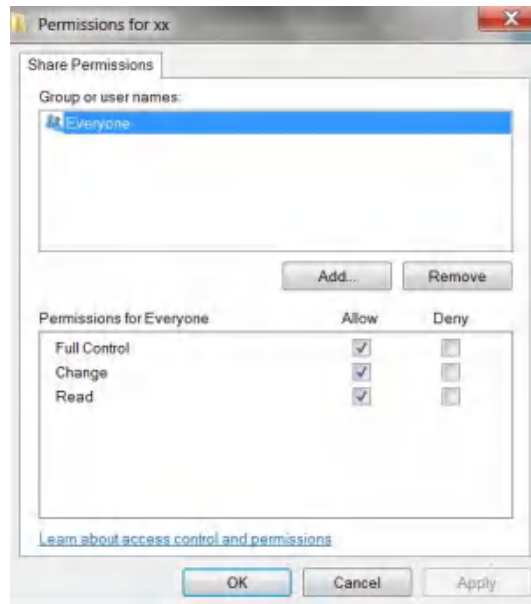 Permissions for xx
Share Permissions
Group or user names:
Everyone
Add... Remove
Permissions for Everyone Allow Deny
Full Control
Change
Read
Learn about access control and permissions
OK Cancel Apply